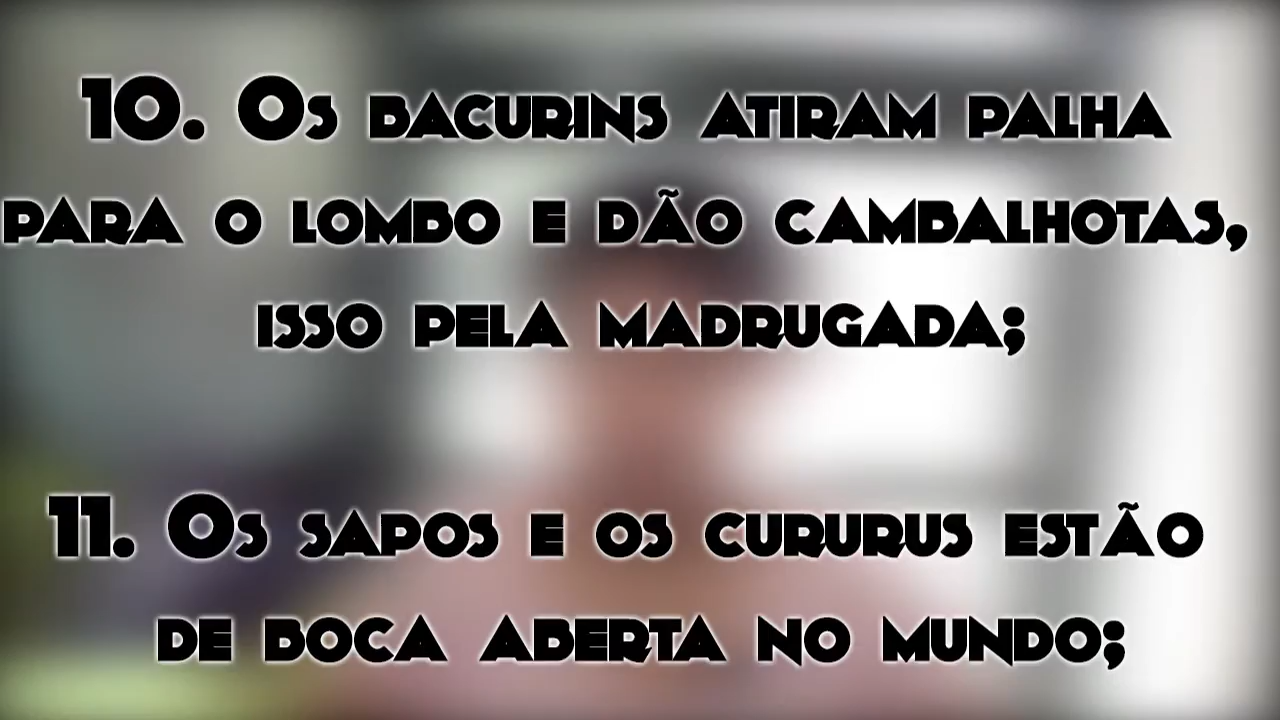 10. Os bacurins atiram palha
para o lombo e dão cambalhotas,
isso pela madrugada;
11. Os sapos e os cururus estão
de boca aberta no mundo;